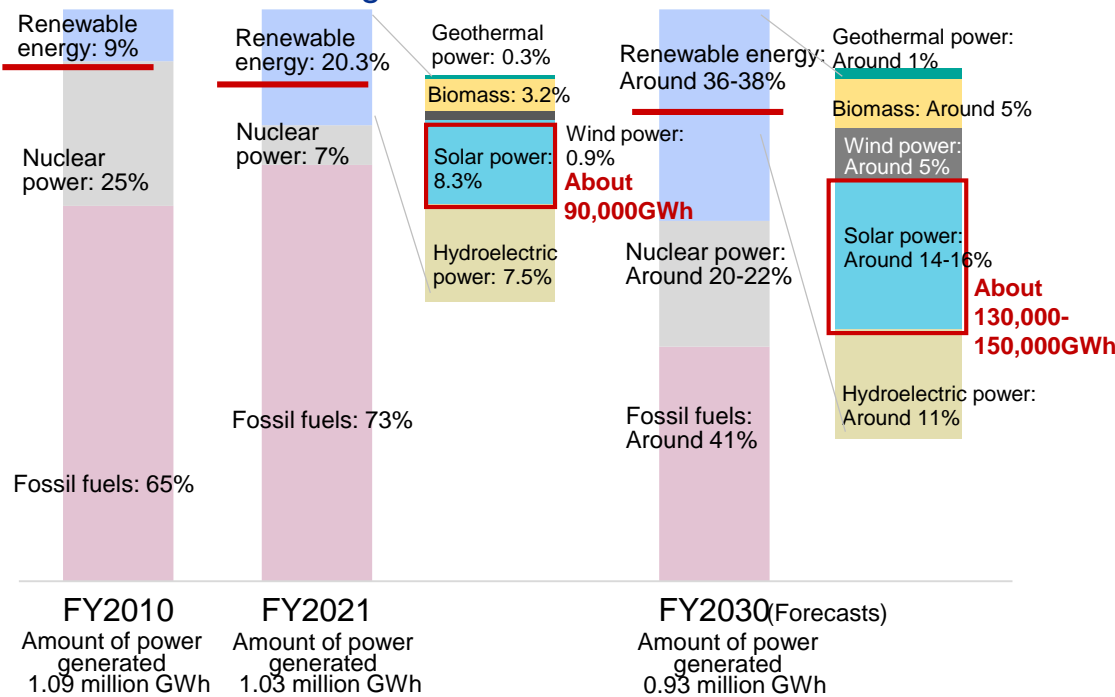 Renewable
energy: 9%
Nuclear
power: 25%
Fossil fuels: 65%
FY2010
Amount of power
generated
1.09 million GWh
Renewable
energy: 20.3%
Nuclear
power: 7%
Fossil fuels: 73%
FY2021
Amount of power
generated
1.03 million GWh
Geothermal
power: 0.3%
Biomass: 3.2%
Wind power:
0.9%
Solar power:
8.3%
About
90,000GWh
Hydroelectric
power: 7.5%
Renewable energy:
Around 36-38%
Nuclear power:
Around 20-22%
Fossil fuels:
Around 41%
FY2030(Forecasts)
Amount of power
generated
0.93 million GWh
Geothermal power:
Around 1%
Biomass: Around 5%
Wind power:
Around 5%
Solar power:
Around 14-16%
About
130,000-
150,000GWh
Hydroelectric power:
Around 11%